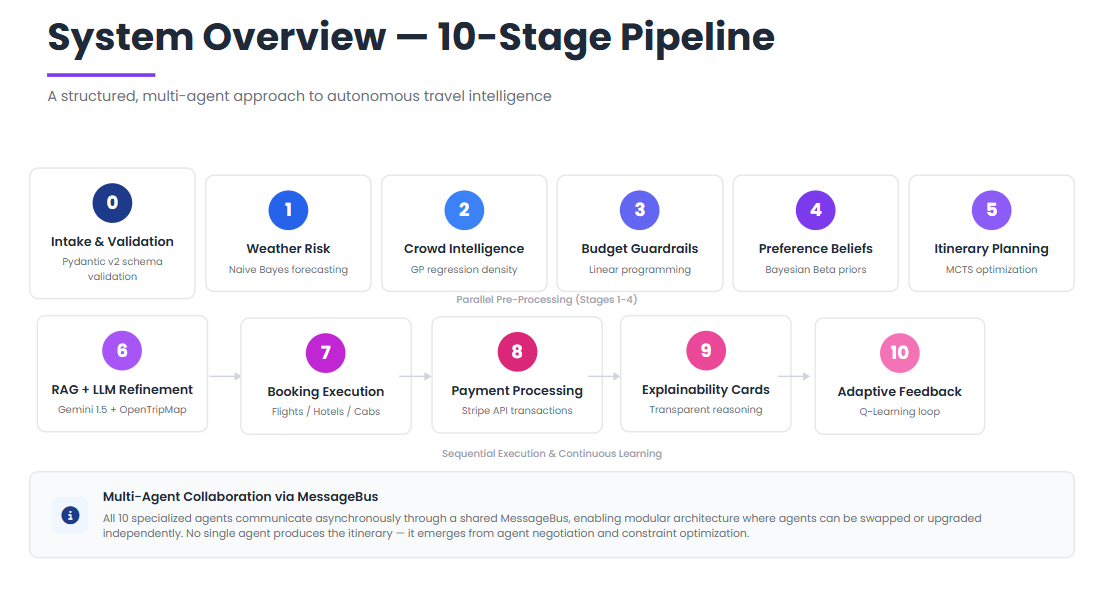 System Overview — 10-Stage Pipeline
A structured, multi-agent approach to autonomous travel intelligence
0
Intake & Validation
Pydantic v2 schema
validation
1
Weather Risk
Naive Bayes forecasting
2
Crowd Intelligence
GP regression density
3
Budget Guardrails
Linear programming
4
Preference Beliefs
Bayesian Beta priors
5
Itinerary Planning
MCTS optimization
Parallel Pre-Processing (Stages 1-4)
6
RAG + LLM Refinement
Gemini 1.5 + OpenTripMap
7
Booking Execution
Flights / Hotels / Cabs
8
Payment Processing
Stripe API transactions
9
Explainability Cards
Transparent reasoning
10
Adaptive Feedback
Q-Learning loop
Sequential Execution & Continuous Learning
Multi-Agent Collaboration via MessageBus
All 10 specialized agents communicate asynchronously through a shared MessageBus, enabling modular architecture where agents can be swapped or upgraded
independently. No single agent produces the itinerary — it emerges from agent negotiation and constraint optimization.